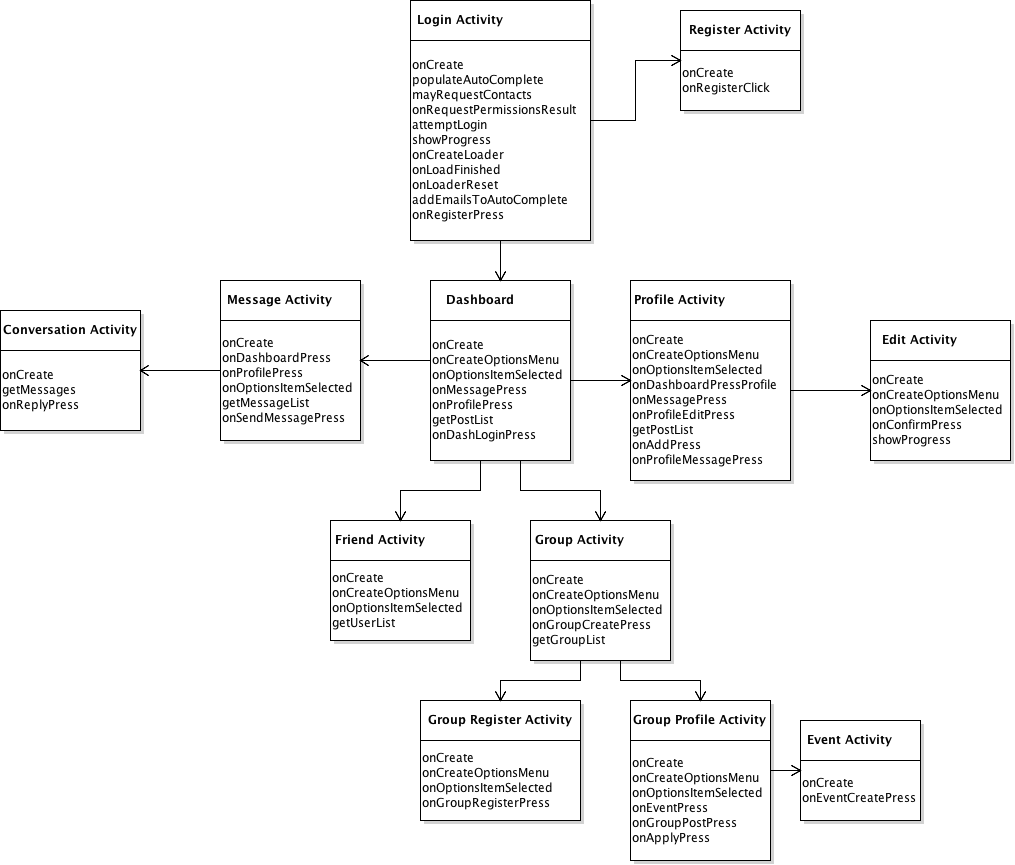 Login Activity
onCreate
populateAutoComplete
mayRequestContacts
onRequestPermissionsResult
attemptLogin
showProgress
onCreateLoader
onLoadFinished
onLoaderReset
addEmailsToAutoComplete
onRegisterPress
Register Activity
onCreate
onRegisterClick
Conversation Activity
onCreate
getMessages
onReplyPress
Message Activity
onCreate
onDashboardPress
onProfilePress
onOptionsItemSelected
getMessageList
onSendMessagePress
Dashboard
onCreate
onCreateOptionsMenu
onOptionsItemSelected
onMessagePress
onProfilePress
getPostList
onDashLoginPress
Profile Activity
onCreate
onCreateOptionsMenu
onOptionsItemSelected
onDashboardPressProfile
onMessagePress
onProfileEditPress
getPostList
onAddPress
onProfileMessagePress
Edit Activity
onCreate
onCreateOptionsMenu
onOptionsItemSelected
onConfirmPress
showProgress
Friend Activity
onCreate
onCreateOptionsMenu
onOptionsItemSelected
getUserList
Group Activity
onCreate
onCreateOptionsMenu
onOptionsItemSelected
onGroupCreatePress
getGroupList
Group Register Activity
onCreate
onCreateOptionsMenu
onOptionsItemSelected
onGroupRegisterPress
Group Profile Activity
onCreate
onCreateOptionsMenu
onOptionsItemSelected
onEventPress
onGroupPostPress
onApplyPress
Event Activity
onCreate
onEventCreatePress